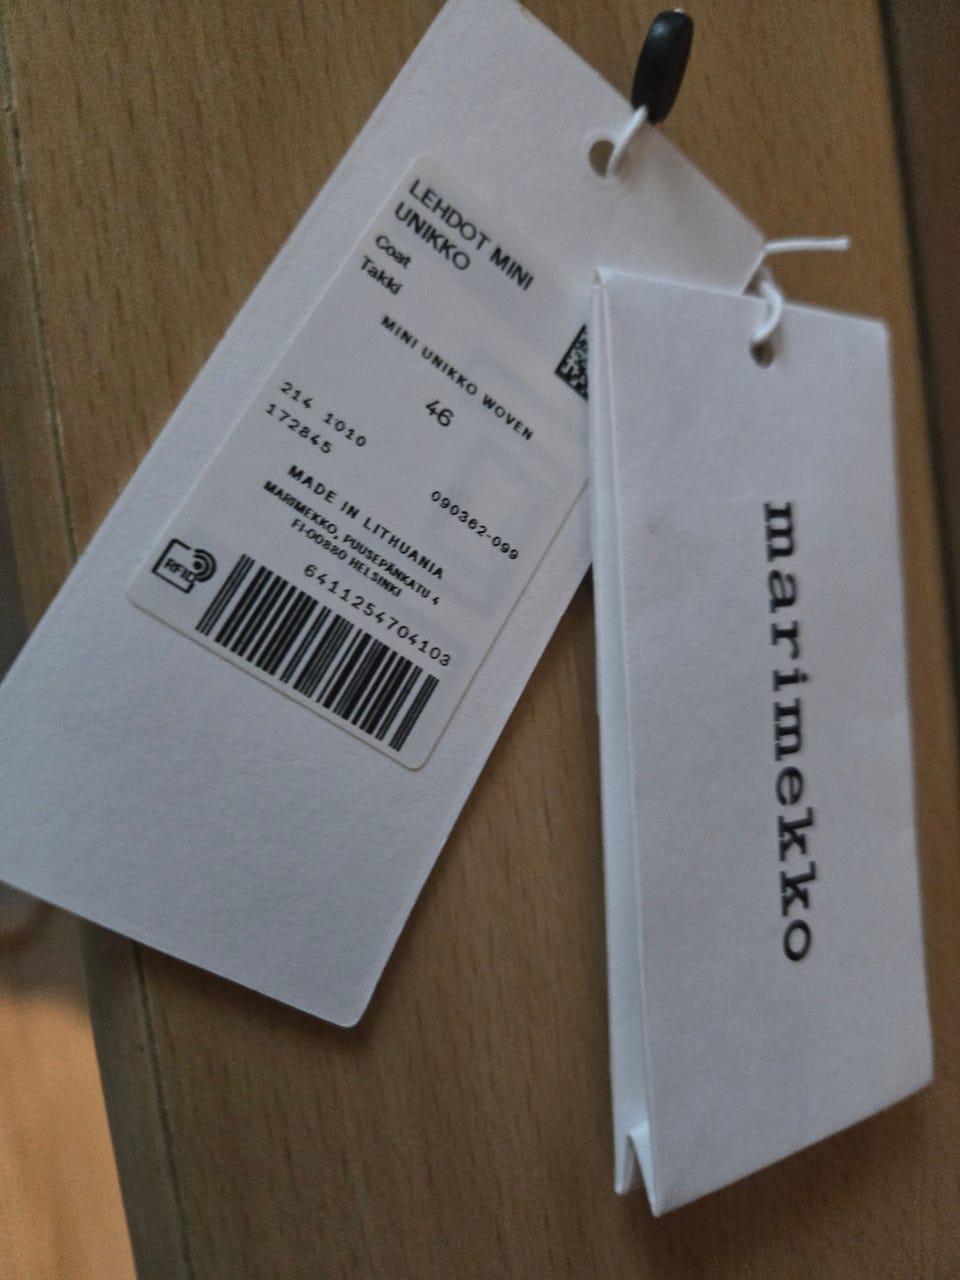 LEHDOT MINI
UNIKKO
Coat
Takki
MINI UNIKKO WOVEN
46
214 1010
172845
090362-099
MADE IN LITHUANIA
MARIMEKKO, PUUSEPÄNKATU 4
FI-00880 HELSINKI
RFID
6411254704103
marimekko